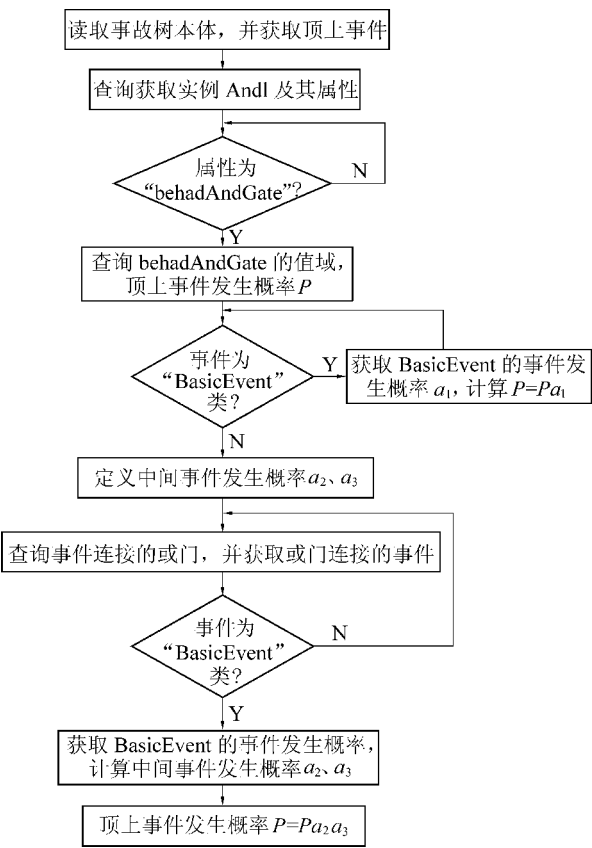 读取事故树本体，并获取顶上事件
查询获取实例 AndI 及其属性
属性为
“behadAndGate”?
N
Y
查询 behadAndGate 的值域，
顶上事件发生概率 P
事件为
“BasicEvent”
类?
Y
获取 BasicEvent 的事件发
生概率 a₁，计算 P=Pa₁
N
定义中间事件发生概率 a₂、a₃
查询事件连接的或门，并获取或门连接的事件
事件为
“BasicEvent”
类?
N
Y
获取 BasicEvent 的事件发生概率，
计算中间事件发生概率 a₂、a₃
顶上事件发生概率 P=Pa₂a₃